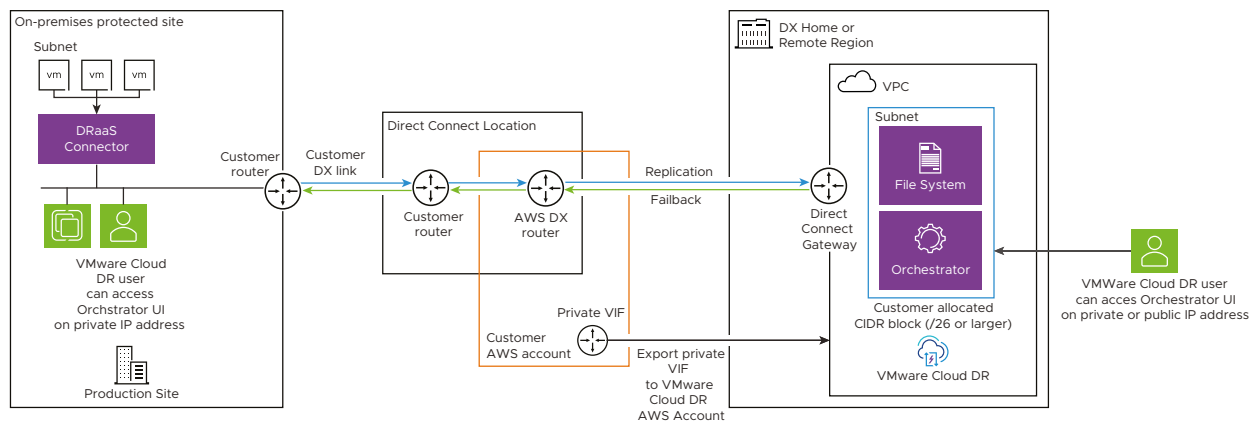 On-premises protected site
Subnet
vm
vm
vm
DRaaS
Connector
Customer
router
VMware Cloud
DR user
can access
Orchstrator UI
on private IP address
Production Site
Customer
DX link
Direct Connect Location
Customer
router
AWS DX
router
Private VIF
Customer
AWS account
Replication
Failback
Export private
VIF
to VMware
Cloud DR
AWS Account
DX Home or
Remote Region
VPC
Subnet
File System
Orchestrator
Direct
Connect
Gateway
Customer allocated
CIDR block (/26 or larger)
VMware Cloud DR
VMWare Cloud DR user
can acces Orchestrator UI
on private or public IP address